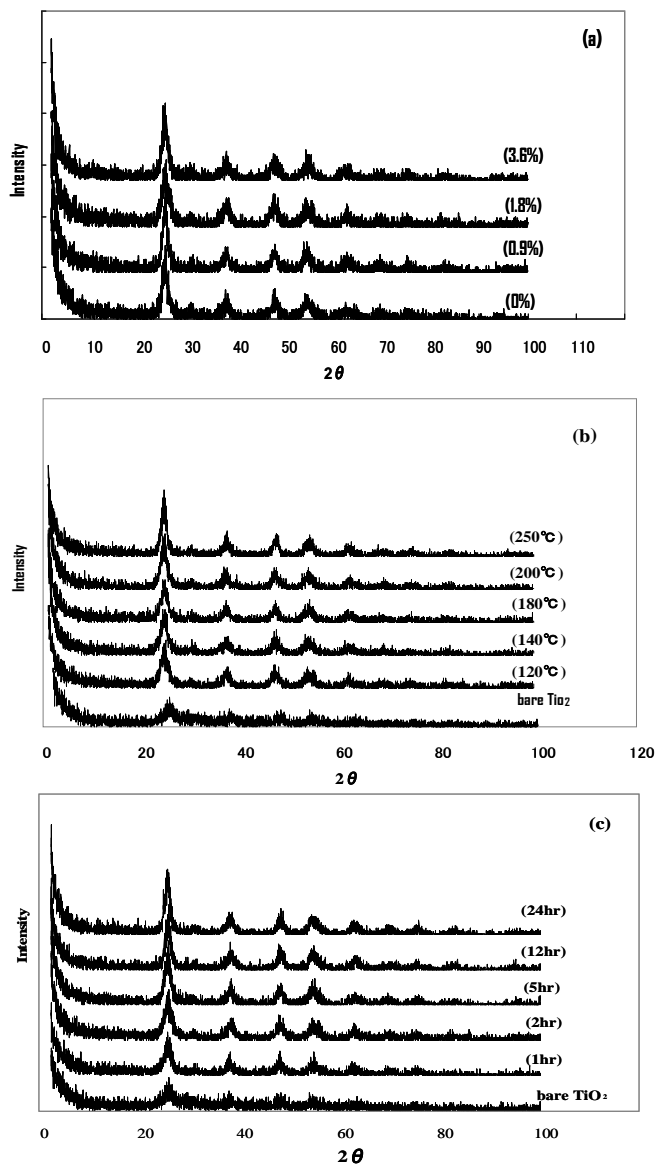 (a)
Intensity
(3.6%)
(1.8%)
(0.9%)
(0%)
0 10 20 30 40 50 60 70 80 90 100 110
2θ
(b)
Intensity
(250℃)
(200℃)
(180℃)
(140℃)
(120℃)
bare Tio2
0 20 40 60 80 100 120
2θ
(c)
Intensity
(24hr)
(12hr)
(5hr)
(2hr)
(1hr)
bare TiO2
0 20 40 60 80 100
2θ